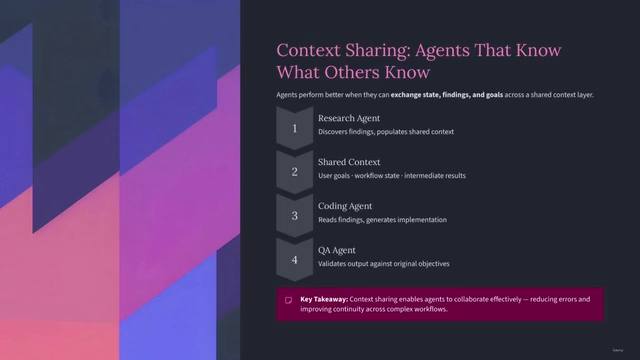 Context Sharing: Agents That Know
What Others Know
Agents perform better when they can exchange state, findings, and goals across a shared context layer.
1
Research Agent
Discovers findings, populates shared context
2
Shared Context
User goals · workflow state · intermediate results
3
Coding Agent
Reads findings, generates implementation
4
QA Agent
Validates output against original objectives
Key Takeaway: Context sharing enables agents to collaborate effectively — reducing errors and
improving continuity across complex workflows.